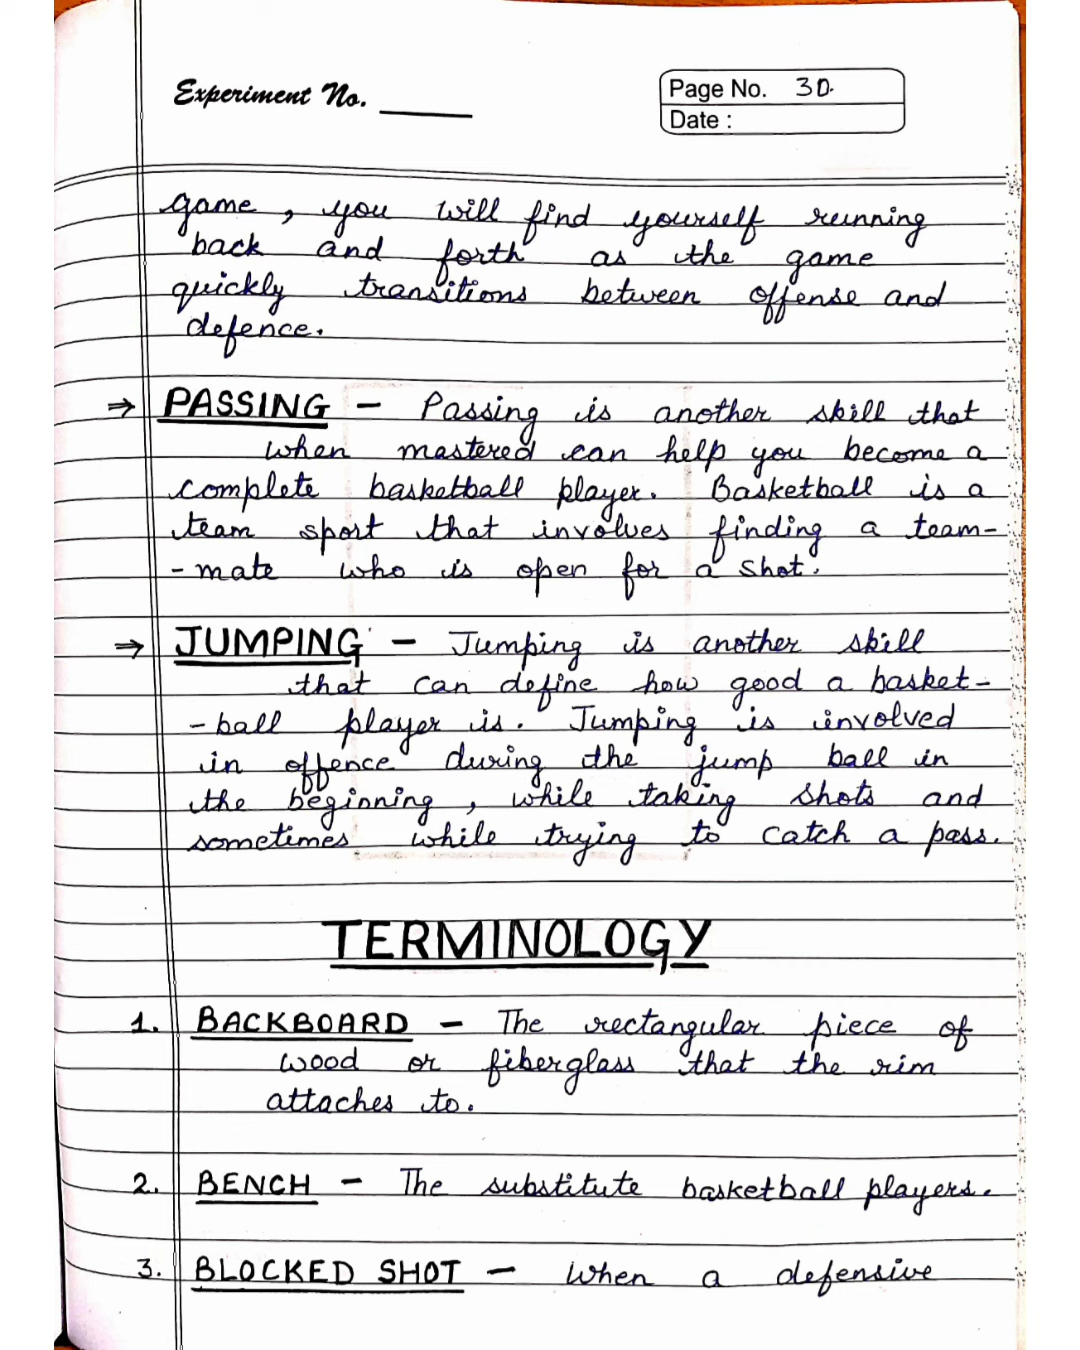 Experiment No.
Page No. 30.
Date :
game, you will find yourself running
back and forth as the game
quickly transitions between offense and
defence.
⇒ PASSING - Passing is another skill that
when mastered can help you become a
complete basketball player. Basketball is a
team sport that involves finding a team-
-mate who is open for a shot.
⇒ JUMPING - Jumping is another skill
that can define how good a basket-
-ball player is. Jumping is involved
in offence during the jump ball in
the beginning, while taking shots and
sometimes while trying to catch a pass.
TERMINOLOGY
1. BACKBOARD - The rectangular piece of
wood or fiberglass that the rim
attaches to.
2. BENCH - The substitute basketball players.
3. BLOCKED SHOT - When a defensive